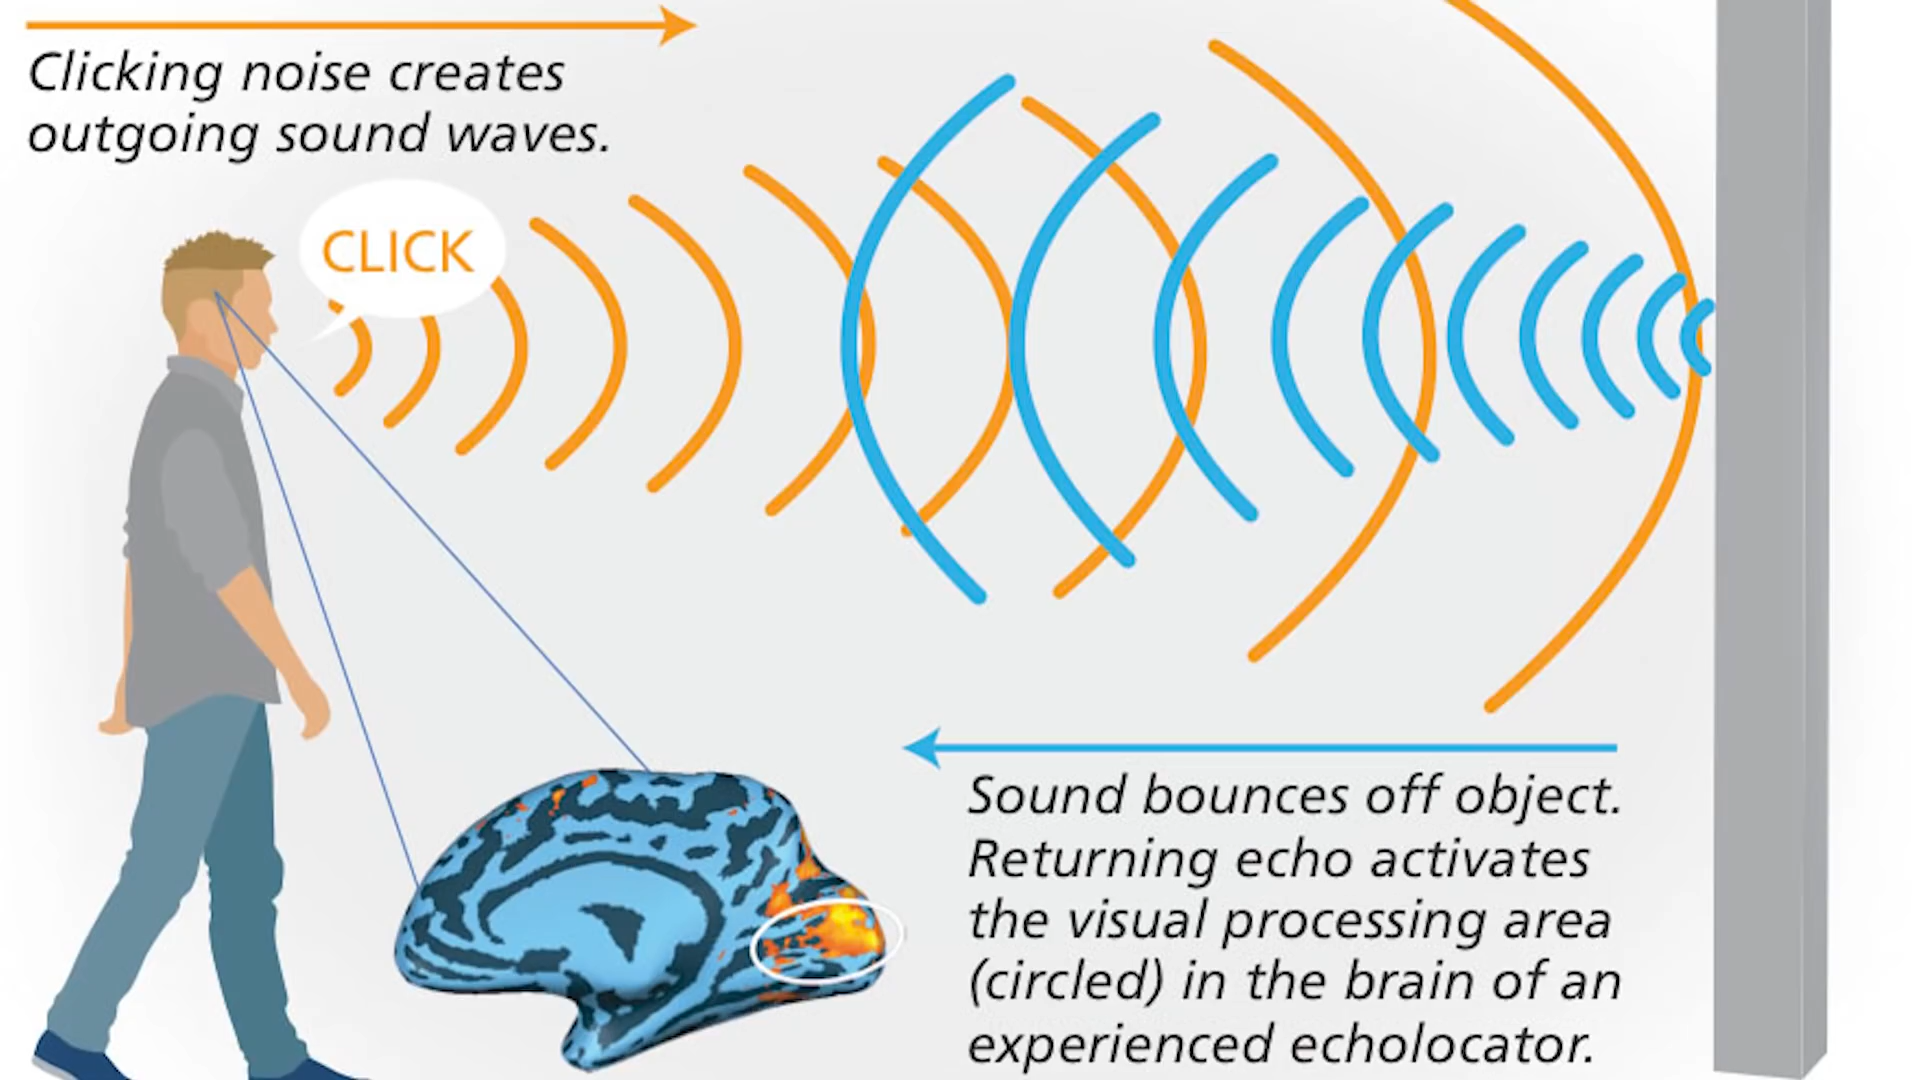 Clicking noise creates
outgoing sound waves.
CLICK
Sound bounces off object.
Returning echo activates
the visual processing area
(circled) in the brain of an
experienced echolocator.